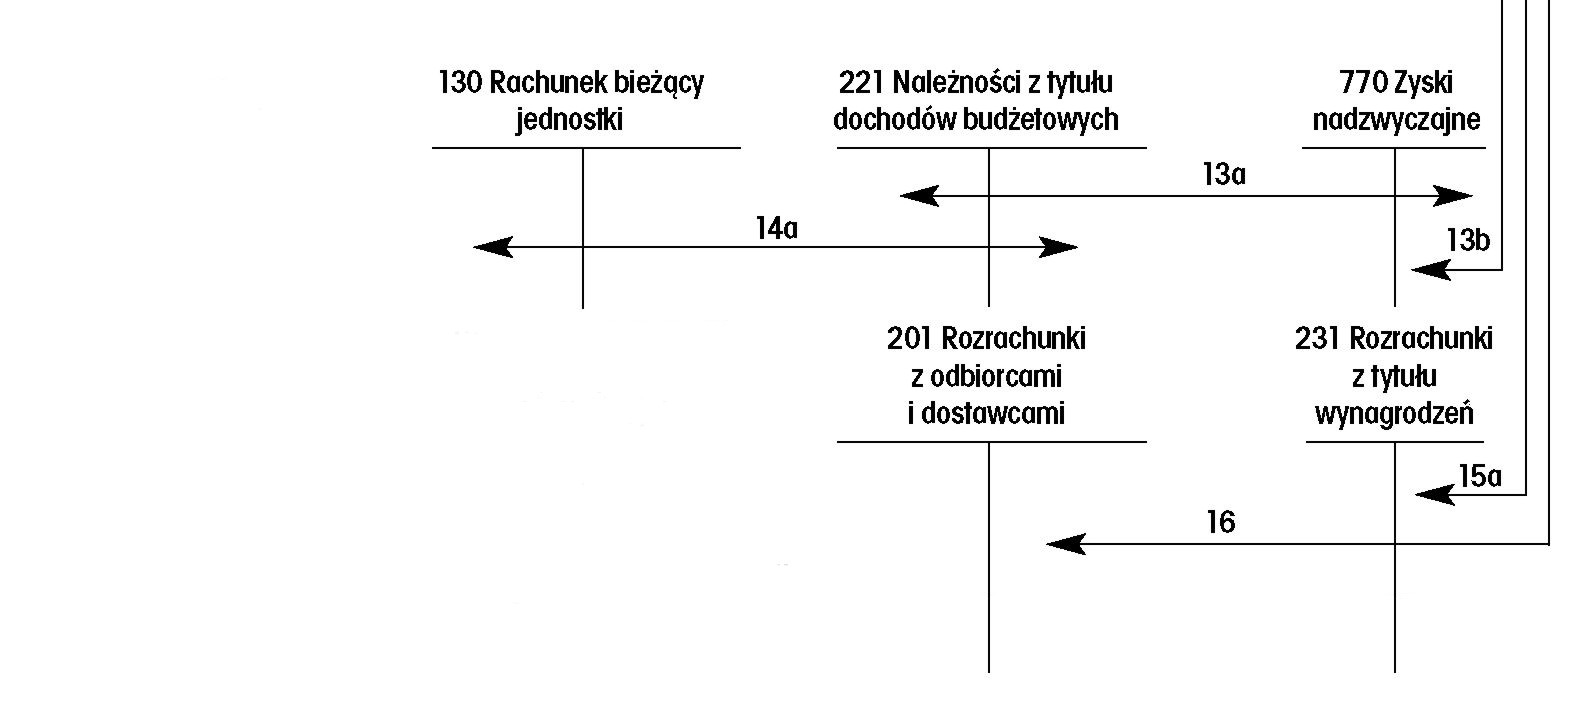 130 Rachunek bieżący
jednostki
221 Należności z tytułu
dochodów budżetowych
770 Zyski
nadzwyczajne
13a
14a
13b
201 Rozrachunki
z odbiorcami
i dostawcami
231 Rozrachunki
z tytułu
wynagrodzeń
15a
16